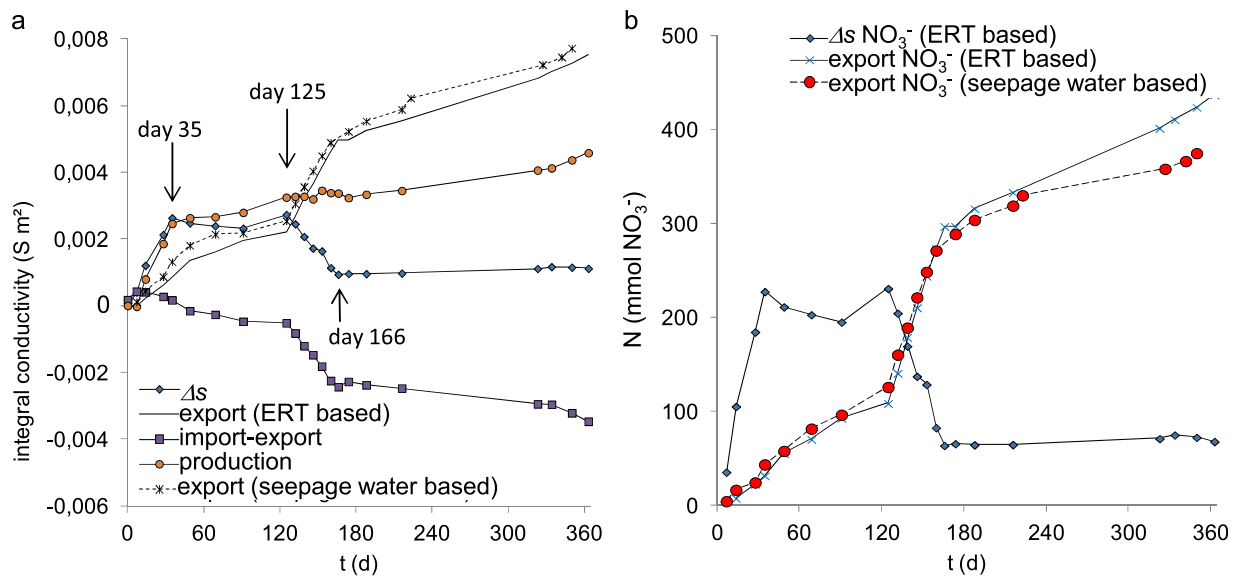 a
0,008
0,006
0,004
0,002
0
-0,002
-0,004
-0,006
integral conductivity (S m²)
day 35
day 125
day 166
Δs
export (ERT based)
import-export
production
export (seepage water based)
0 60 120 180 240 300 360
t (d)
b
500
400
300
200
100
0
N (mmol NO₃⁻)
Δs NO₃⁻ (ERT based)
export NO₃⁻ (ERT based)
export NO₃⁻ (seepage water based)
0 60 120 180 240 300 360
t (d)